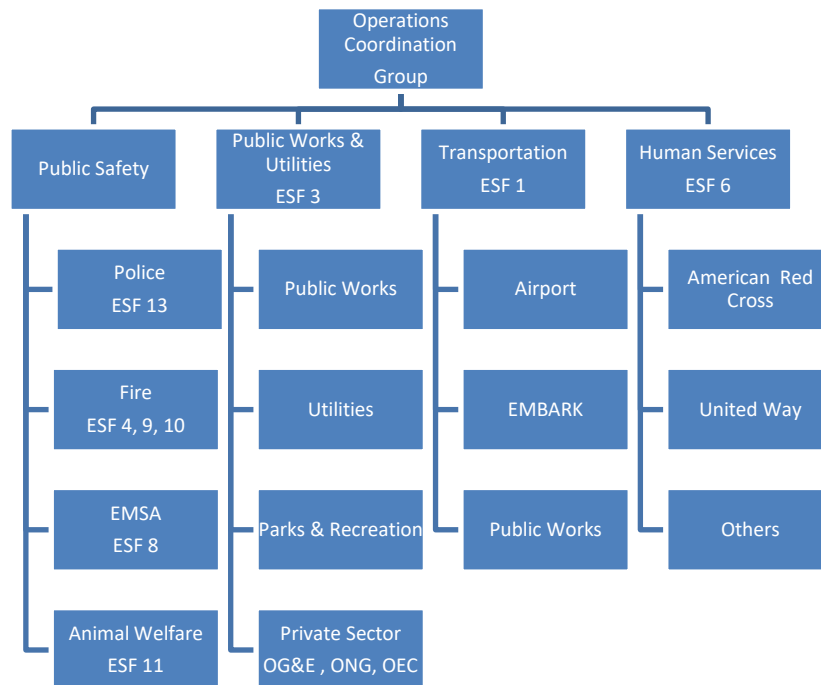 Operations
Coordination
Group
Public Safety
Public Works &
Utilities
ESF 3
Transportation
ESF 1
Human Services
ESF 6
Police
ESF 13
Public Works
Airport
American Red
Cross
Fire
ESF 4, 9, 10
Utilities
EMBARK
United Way
EMSA
ESF 8
Parks & Recreation
Public Works
Others
Animal Welfare
ESF 11
Private Sector
OG&E , ONG, OEC